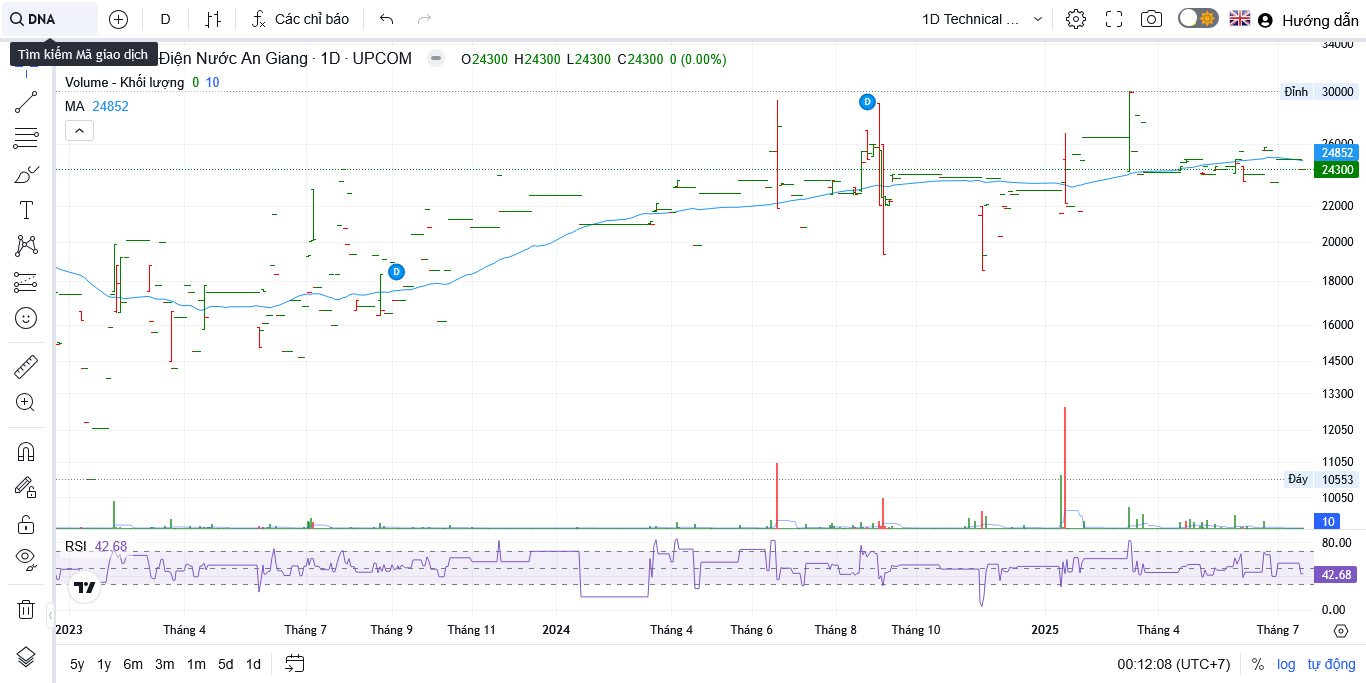 DNA
D
Các chỉ báo
1D Technical ...
Hướng dẫn
Tìm kiếm Mã giao dịch
Điện Nước An Giang · 1D · UPCOM
O24300 H24300 L24300 C24300 0 (0.00%)
Volume - Khối lượng 0 10
MA 24852
34000
Đỉnh 30000
26000
24852
24300
22000
20000
18000
16000
14500
13300
12050
11050
Đáy 10553
10050
10
D
D
RSI 42.68
80.00
42.68
0.00
2023 Tháng 4 Tháng 7 Tháng 9 Tháng 11 2024 Tháng 4 Tháng 6 Tháng 8 Tháng 10 2025 Tháng 4 Tháng 7
5y 1y 6m 3m 1m 5d 1d
00:12:08 (UTC+7) % log tự động